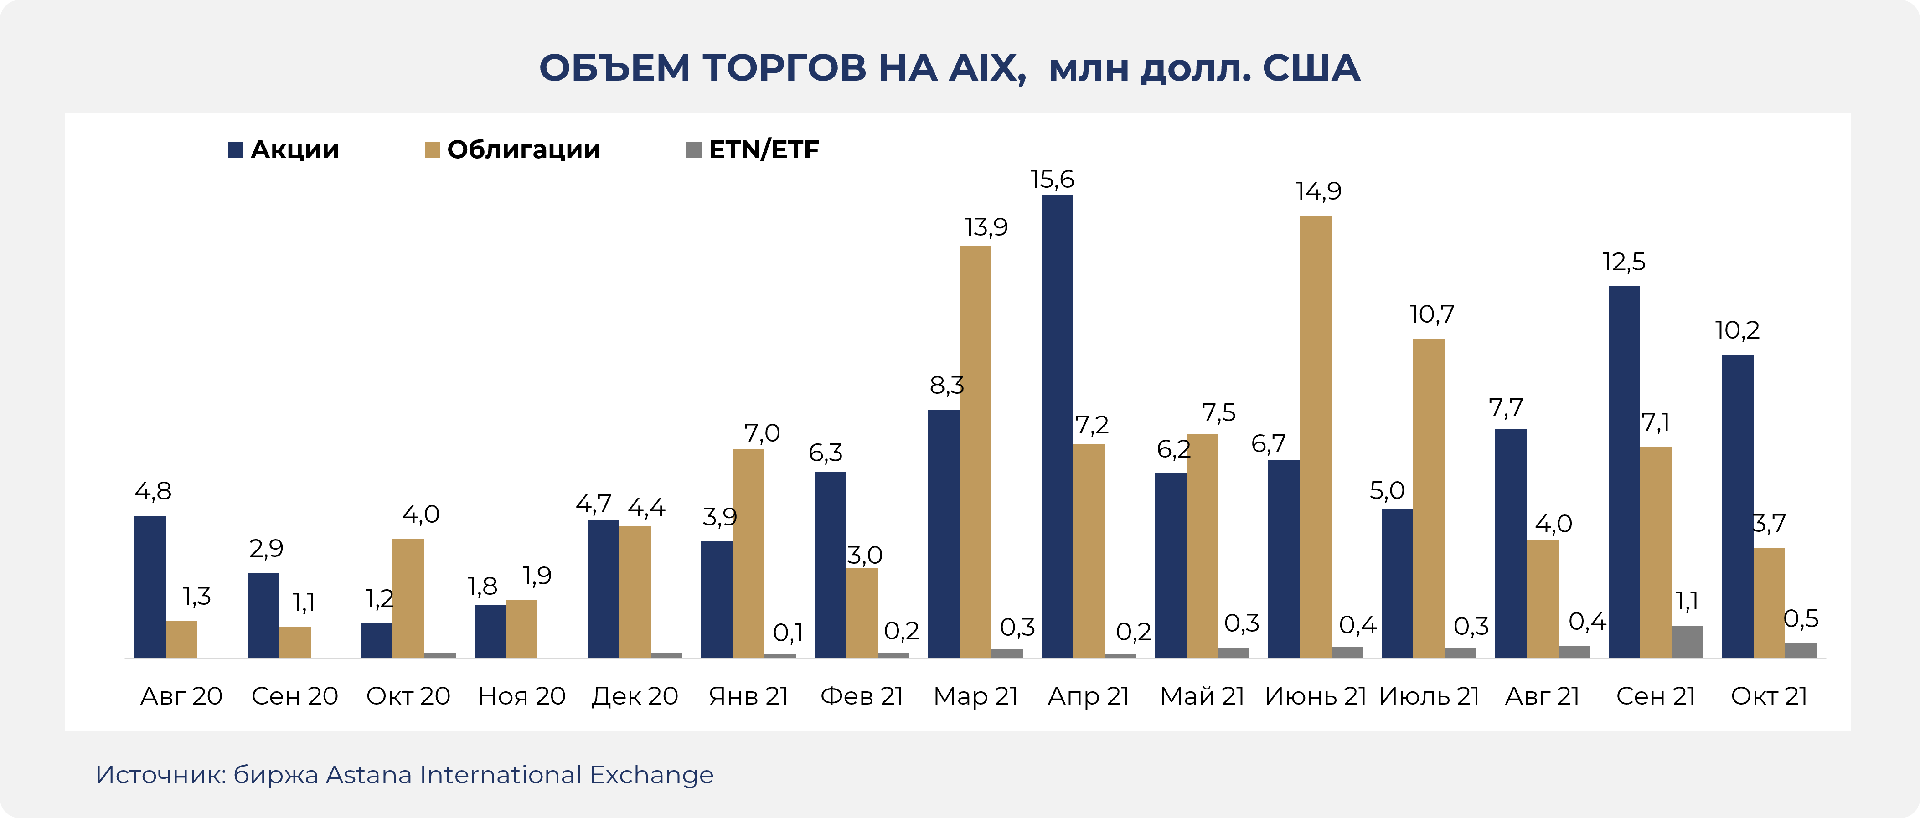 ОБЪЕМ ТОРГОВ НА AIX, млн долл. США
Акции Облигации ETN/ETF
4,8 1,3 2,9 1,1 1,2 4,0 1,8 1,9 4,7 4,4 3,9 7,0 0,1 6,3 3,0 0,2 8,3 13,9 0,3 15,6 7,2 0,2 6,2 7,5 0,3 6,7 14,9 0,4 5,0 10,7 0,3 7,7 4,0 0,4 12,5 7,1 1,1 10,2 3,7 0,5
Авг 20 Сен 20 Окт 20 Ноя 20 Дек 20 Янв 21 Фев 21 Мар 21 Апр 21 Май 21 Июнь 21 Июль 21 Авг 21 Сен 21 Окт 21
Источник: биржа Astana International Exchange